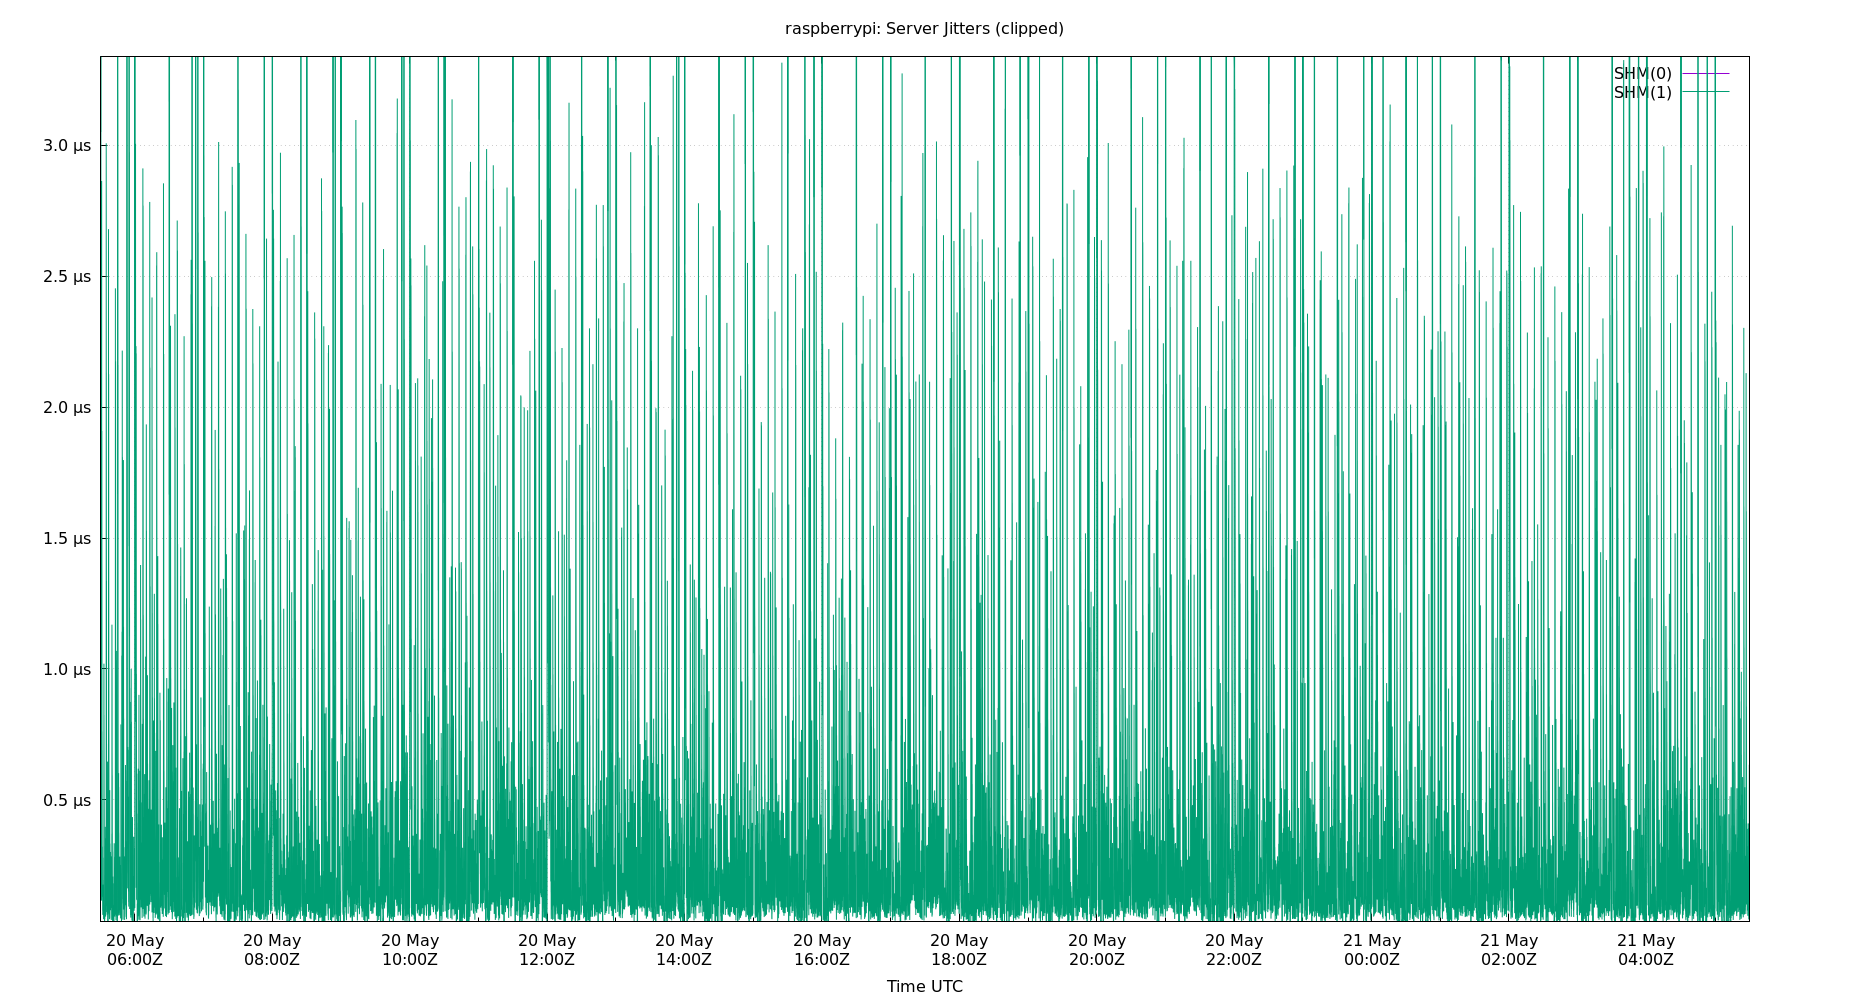 raspberrypi: Server Jitters (clipped)
SHM(0)
SHM(1)
3.0 µs
2.5 µs
2.0 µs
1.5 µs
1.0 µs
0.5 µs
20 May 20 May 20 May 20 May 20 May 20 May 20 May 20 May 20 May 21 May 21 May 21 May
06:00Z 08:00Z 10:00Z 12:00Z 14:00Z 16:00Z 18:00Z 20:00Z 22:00Z 00:00Z 02:00Z 04:00Z
Time UTC